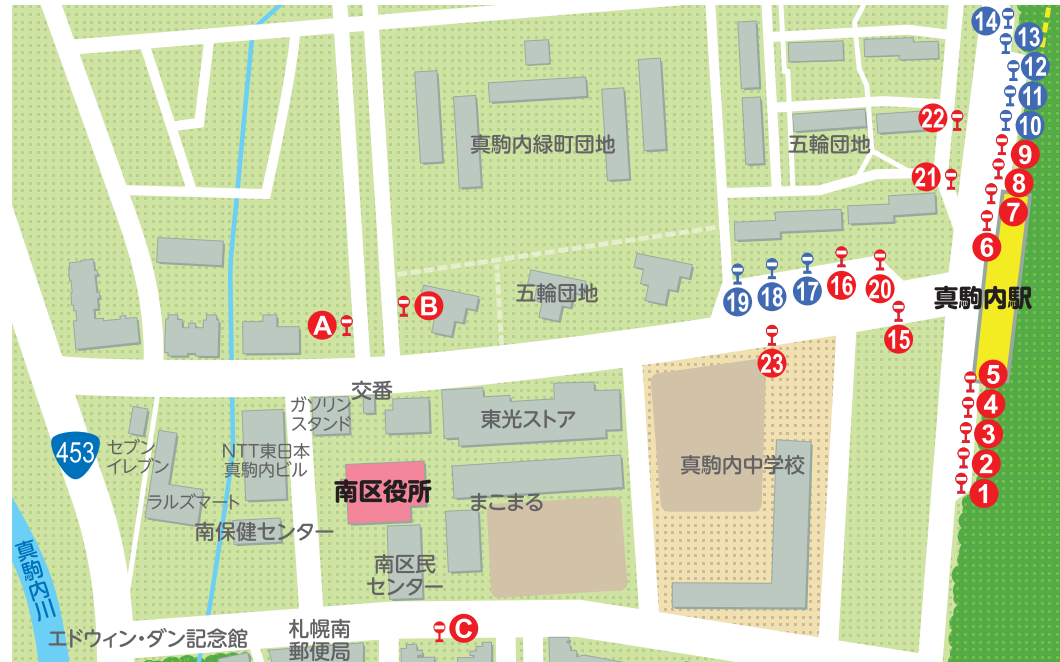 14
13
12
11
10
22
9
真駒内緑町団地
五輪団地
21
8
7
6
五輪団地
19
18
17
16
20
真駒内駅
A
B
15
23
5
交番
4
ガソリン
スタンド
東光ストア
3
453
セブン
イレブン
NTT東日本
真駒内ビル
真駒内中学校
2
南区役所
1
ラルズマート
まこまる
南保健センター
真駒内川
南区民
センター
エドウィン・ダン記念館
札幌南
郵便局
C